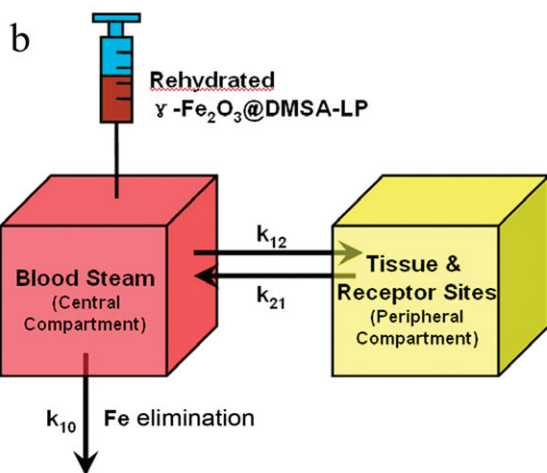 b
Rehydrated
γ-Fe₂O₃@DMSA-LP
k₁₂
Blood Steam
(Central
Compartment)
k₂₁
Tissue &
Receptor Sites
(Peripheral
Compartment)
k₁₀ Fe elimination